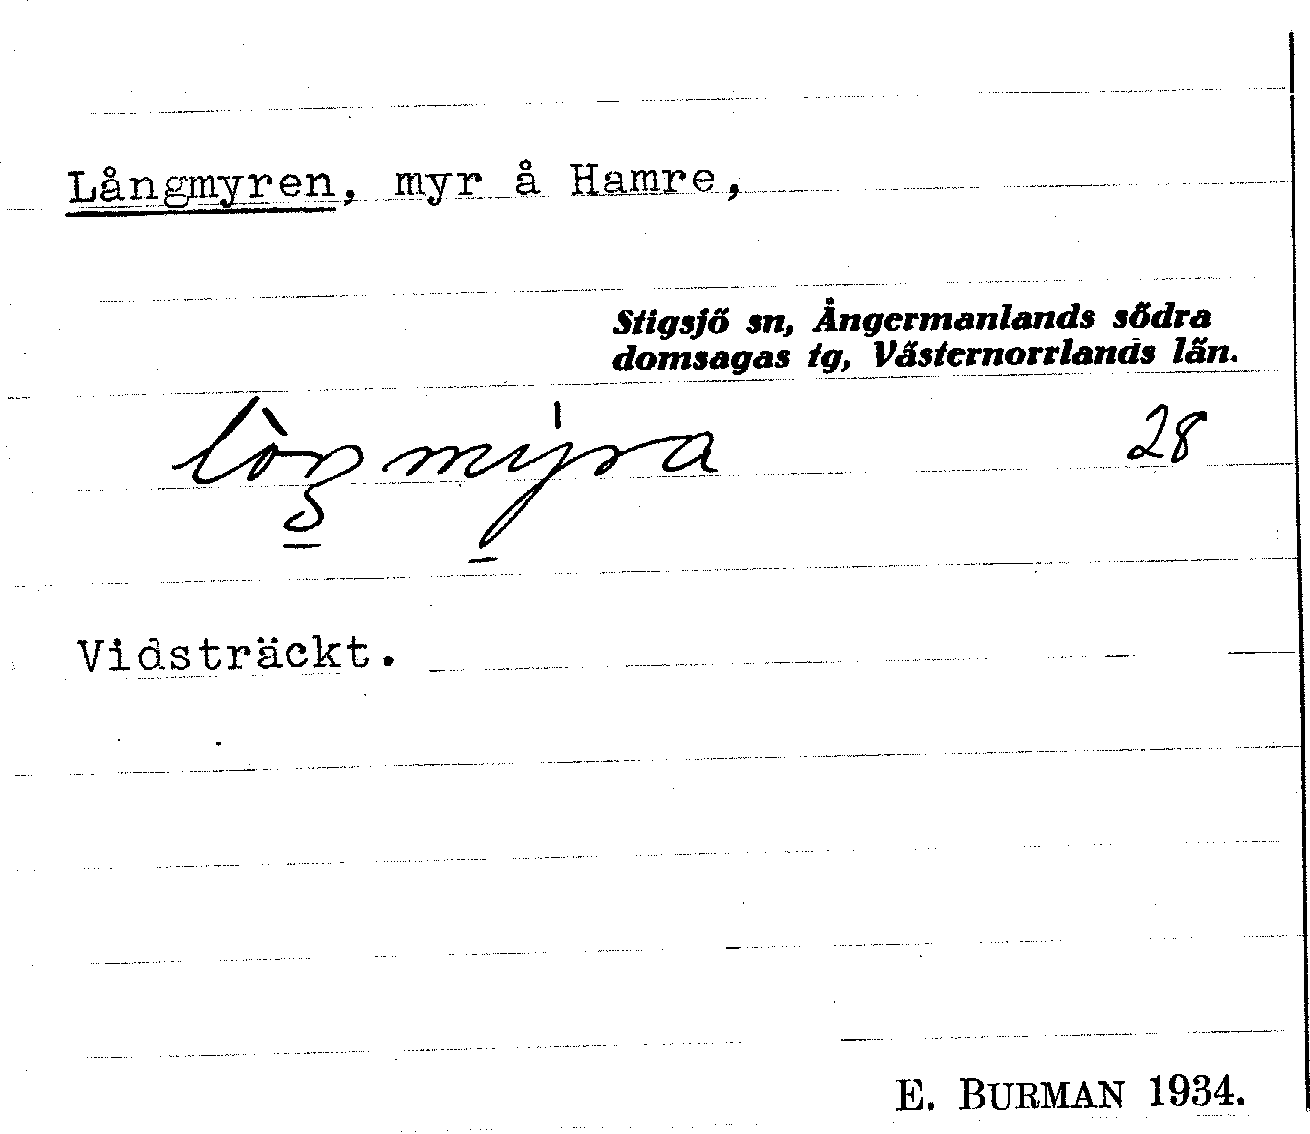 Långmyren, myr å Hamre,
Stigsjö sn, Ångermanlands södra
domsagas tg, Västernorrlands län.
28
Vidsträckt.
E. BURMAN 1934.